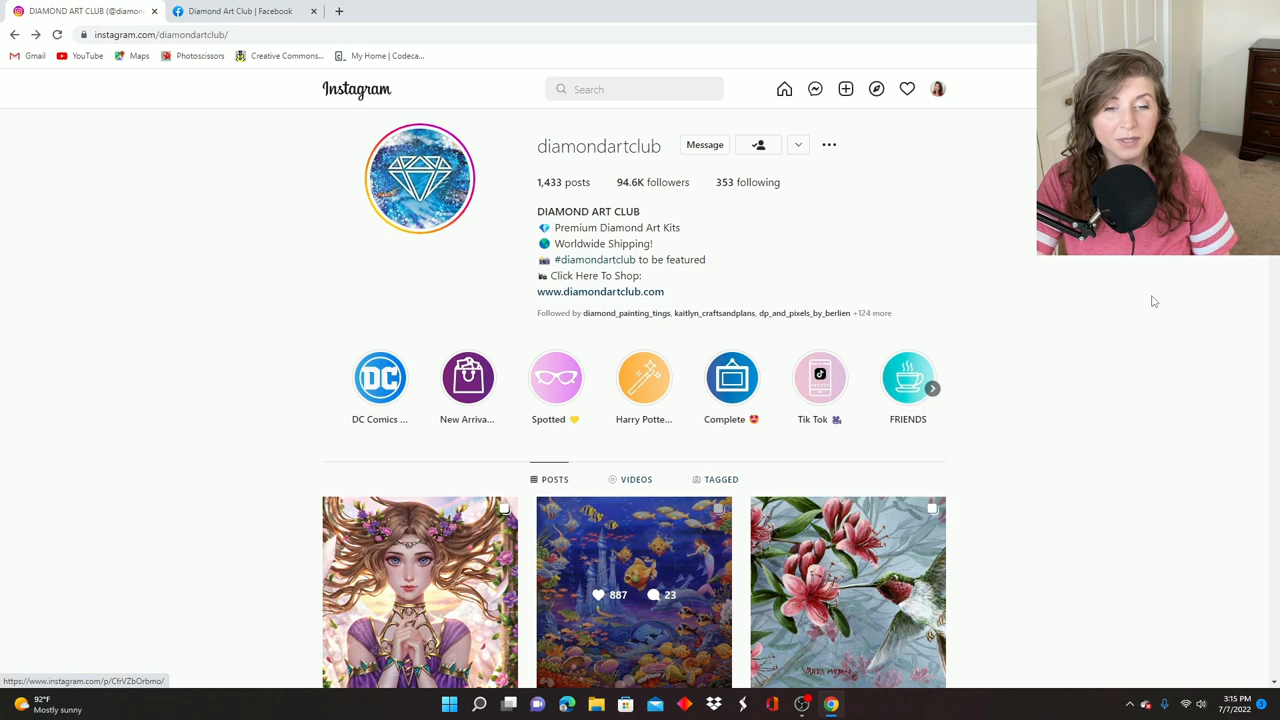 DIAMOND ART CLUB (@diamo
Diamond Art Club | Facebook
instagram.com/diamondartclub/
Gmail
YouTube
Maps
Photoscissors
Creative Commons...
My Home | Codeca...
Instagram
Search
diamondartclub
Message
1,433 posts 94.6K followers 353 following
DIAMOND ART CLUB
💎 Premium Diamond Art Kits
🌎 Worldwide Shipping!
📸 #diamondartclub to be featured
Click Here To Shop:
www.diamondartclub.com
Followed by diamond_painting_tings, kaitlyn_craftsandplans, dp_and_pixels_by_berlien +124 more
DC
DC Comics ...
New Arriva...
Spotted 💛
Harry Potte...
Complete 😍
Tik Tok 🎥
FRIENDS
POSTS
VIDEOS
TAGGED
887
23
https://www.instagram.com/p/CfrVZbOrbmo/
92°F
Mostly sunny
3:15 PM
7/7/2022